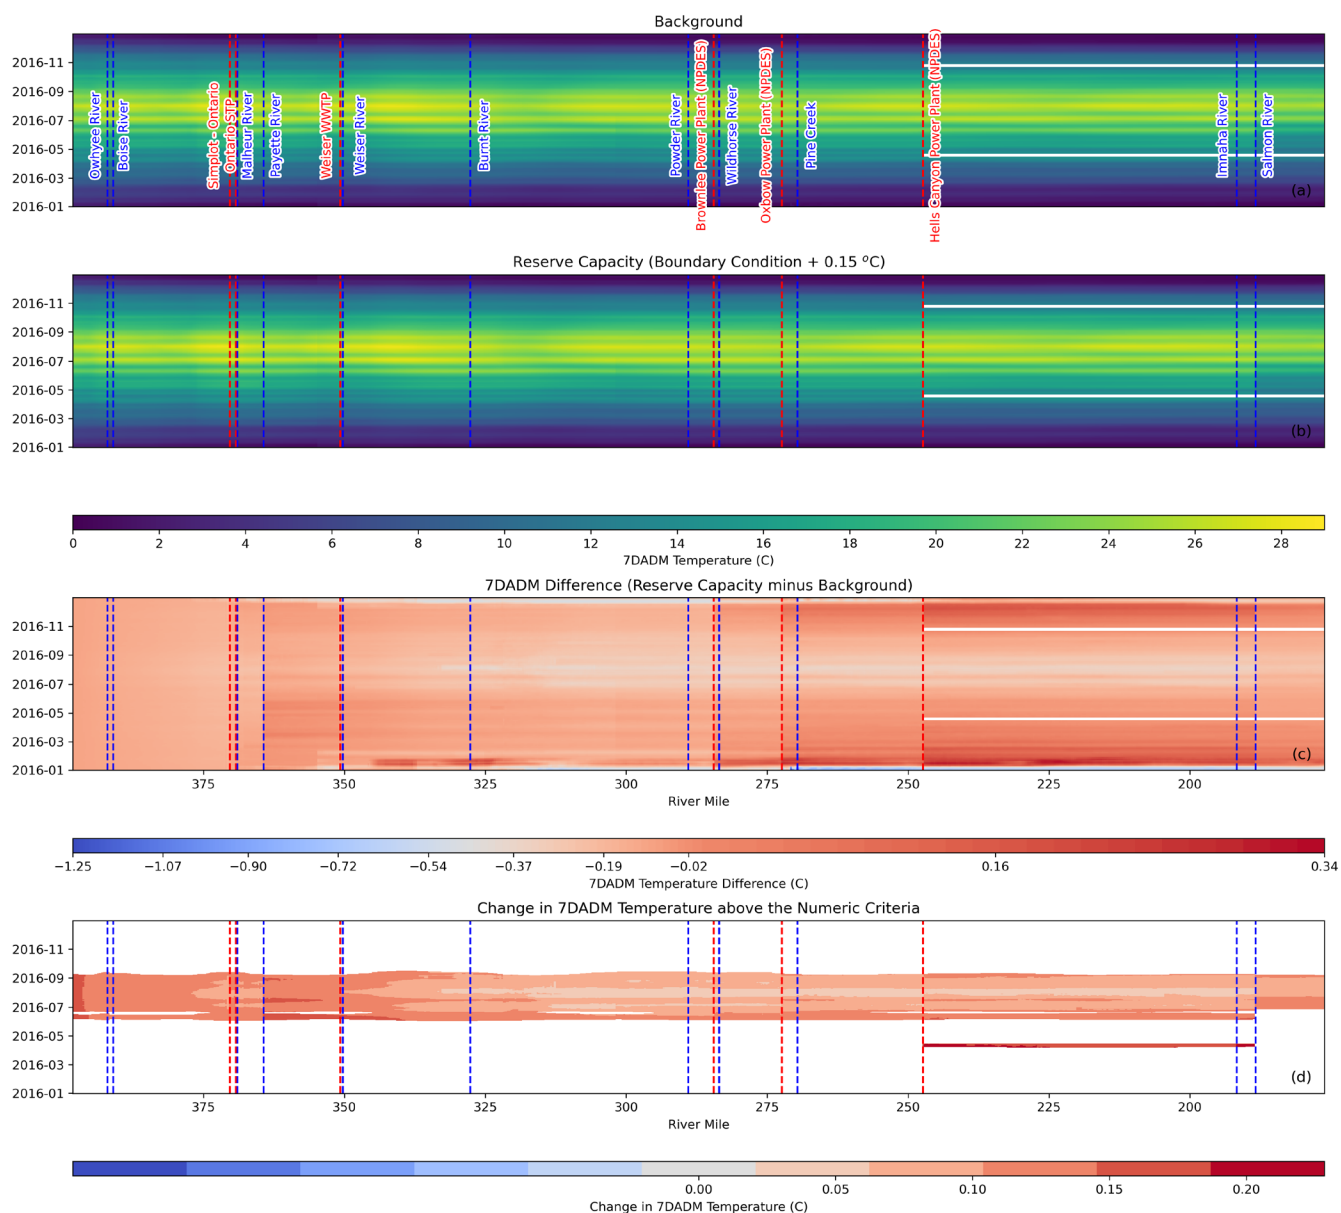 Background
2016-11
2016-09
2016-07
2016-05
2016-03
2016-01
Owhyee River
Boise River
Simplot - Ontario
Ontario STP
Malheur River
Payette River
Weiser WWTP
Weiser River
Burnt River
Powder River
Brownlee Power Plant (NPDES)
Wildhorse River
Oxbow Power Plant (NPDES)
Pine Creek
Hells Canyon Power Plant (NPDES)
Imnaha River
Salmon River
(a)
Reserve Capacity (Boundary Condition + 0.15 °C)
2016-11
2016-09
2016-07
2016-05
2016-03
2016-01
(b)
0 2 4 6 8 10 12 14 16 18 20 22 24 26 28
7DADM Temperature (C)
7DADM Difference (Reserve Capacity minus Background)
2016-11
2016-09
2016-07
2016-05
2016-03
2016-01
(c)
375 350 325 300 275 250 225 200
River Mile
−1.25 −1.07 −0.90 −0.72 −0.54 −0.37 −0.19 −0.02 0.16 0.34
7DADM Temperature Difference (C)
Change in 7DADM Temperature above the Numeric Criteria
2016-11
2016-09
2016-07
2016-05
2016-03
2016-01
(d)
375 350 325 300 275 250 225 200
River Mile
0.00 0.05 0.10 0.15 0.20
Change in 7DADM Temperature (C)